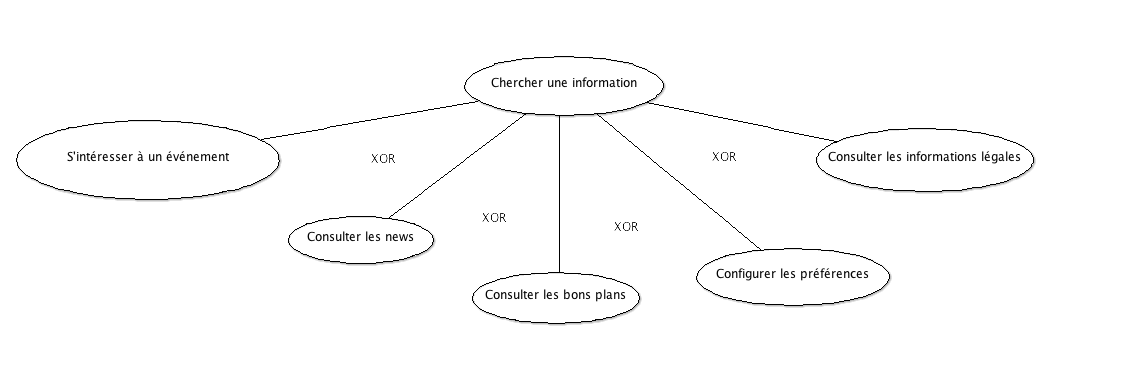 Chercher une information
S'intéresser à un événement
XOR
XOR
Consulter les informations légales
Consulter les news
XOR
XOR
Configurer les préférences
Consulter les bons plans